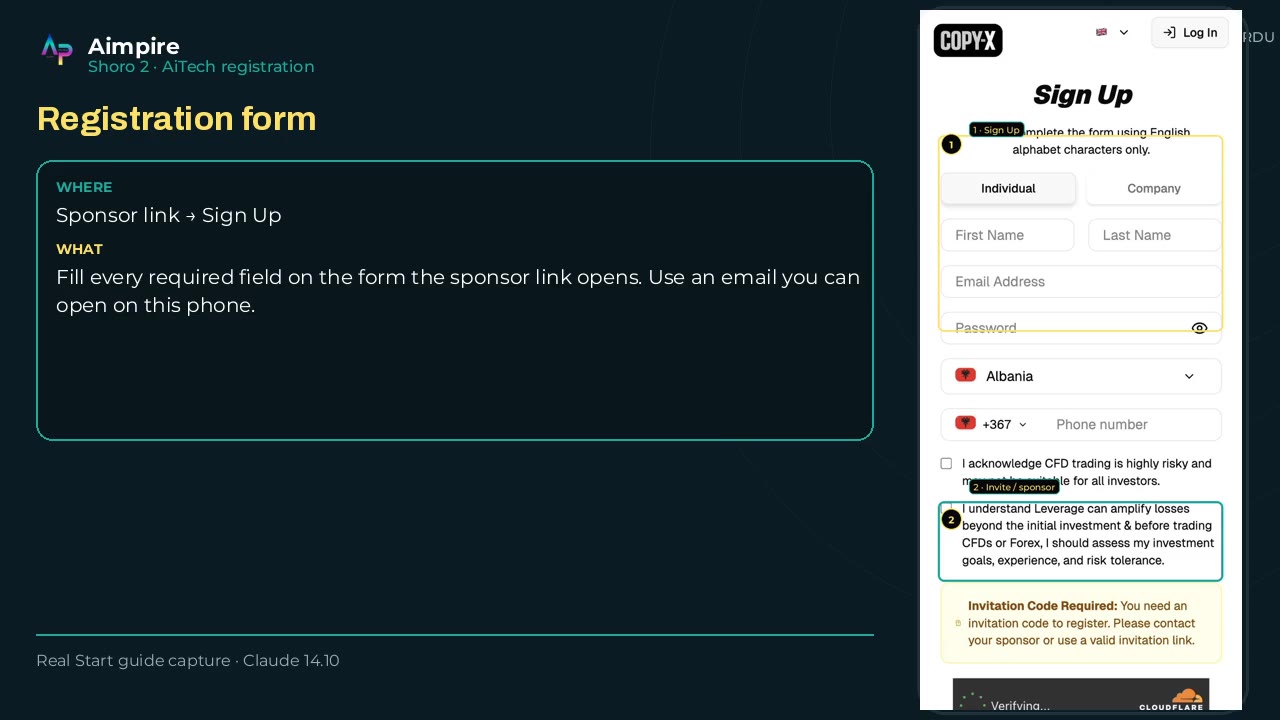 Aimpire
Shoro 2 · AiTech registration
Registration form
WHERE
Sponsor link → Sign Up
WHAT
Fill every required field on the form the sponsor link opens. Use an email you can
open on this phone.
Real Start guide capture · Claude 14.10
COPY-X
Log In
RDU
Sign Up
1 · Sign Up
mplete the form using English
alphabet characters only.
1
Individual
Company
First Name
Last Name
Email Address
Password
Albania
+367
Phone number
I acknowledge CFD trading is highly risky and
for all investors.
2 · Invite / sponsor
I understand Leverage can amplify losses
2
beyond the initial investment & before trading
CFDs or Forex, I should assess my investment
goals, experience, and risk tolerance.
Invitation Code Required: You need an
invitation code to register. Please contact
your sponsor or use a valid invitation link.
Verifying...
CLOUDFLARE